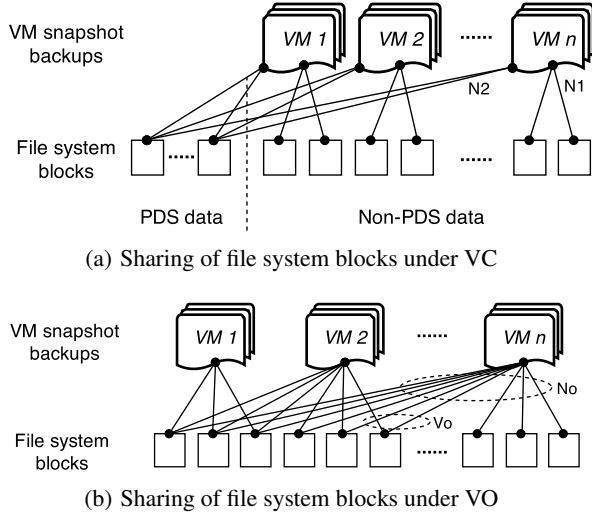 VM snapshot
backups
VM 1
VM 2
......
VM n
N2
N1
File system
blocks
......
......
PDS data
Non-PDS data
(a) Sharing of file system blocks under VC
VM snapshot
backups
VM 1
VM 2
......
VM n
No
Vo
File system
blocks
......
(b) Sharing of file system blocks under VO